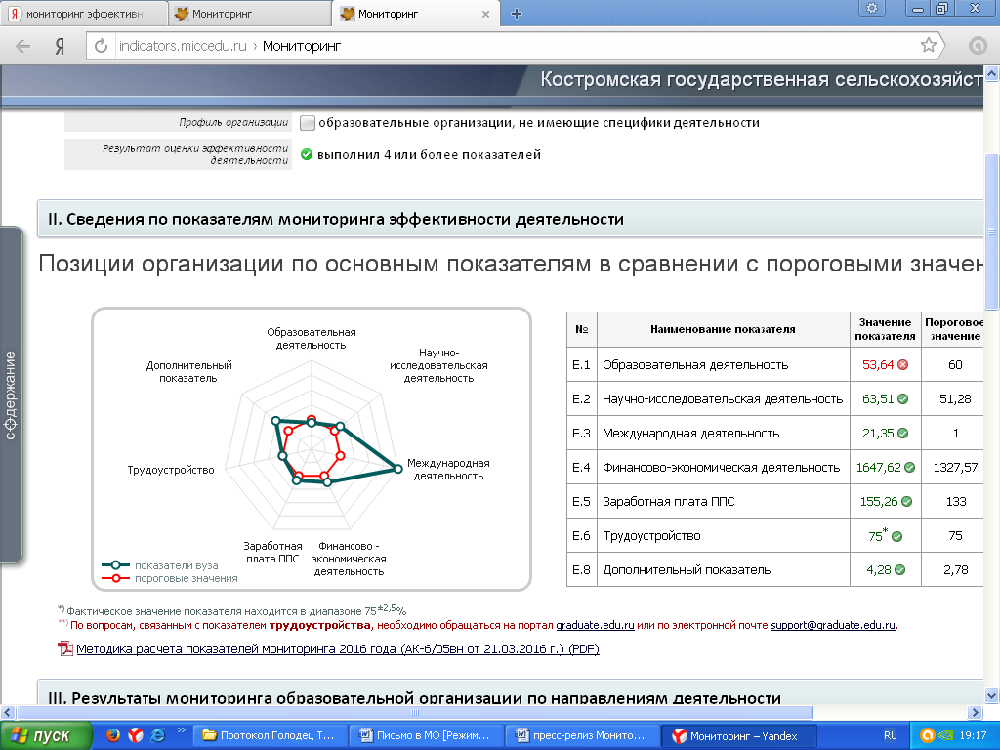 мониторинг эффективн
Мониторинг
Мониторинг
Я
indicators.miccedu.ru › Мониторинг
Костромская государственная сельскохозяйст
Профиль организации
образовательные организации, не имеющие специфики деятельности
Результат оценки эффективности
деятельности
выполнил 4 или более показателей
содержание
II. Сведения по показателям мониторинга эффективности деятельности
Позиции организации по основным показателям в сравнении с пороговыми значен
Образовательная
деятельность
Научно-
исследовательская
деятельность
Международная
деятельность
Финансово -
экономическая
деятельность
Заработная
плата ППС
Трудоустройство
Дополнительный
показатель
показатели вуза
пороговые значения
№ Наименование показателя Значение показателя Пороговое значение
E.1 Образовательная деятельность 53,64 60
E.2 Научно-исследовательская деятельность 63,51 51,28
E.3 Международная деятельность 21,35 1
E.4 Финансово-экономическая деятельность 1647,62 1327,57
E.5 Заработная плата ППС 155,26 133
E.6 Трудоустройство 75* 75
E.8 Дополнительный показатель 4,28 2,78
*) Фактическое значение показателя находится в диапазоне 75±2,5%
**) По вопросам, связанным с показателем трудоустройства, необходимо обращаться на портал graduate.edu.ru или по электронной почте support@graduate.edu.ru.
Методика расчета показателей мониторинга 2016 года (АК-6/05вн от 21.03.2016 г.) (PDF)
III. Результаты мониторинга образовательной организации по направлениям деятельности
пуск
Протокол Голодец Т...
Письмо в МО [Режим...
пресс-релиз Монито...
Мониторинг – Yandex
RL
19:17